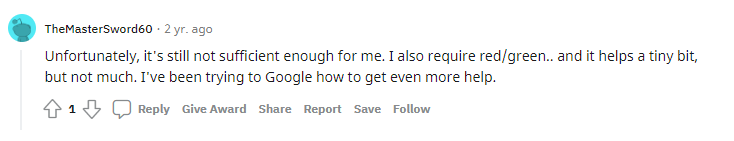 TheMasterSword60 · 2 yr. ago
Unfortunately, it's still not sufficient enough for me. I also require red/green.. and it helps a tiny bit,
but not much. I've been trying to Google how to get even more help.
1 Reply Give Award Share Report Save Follow